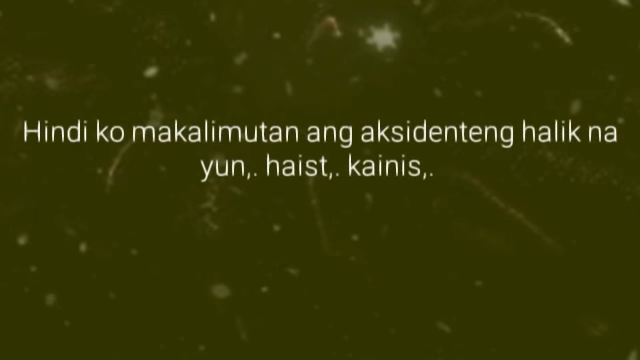 Hindi ko makalimutan ang aksidenteng halik na
yun,. haist,. kainis,.